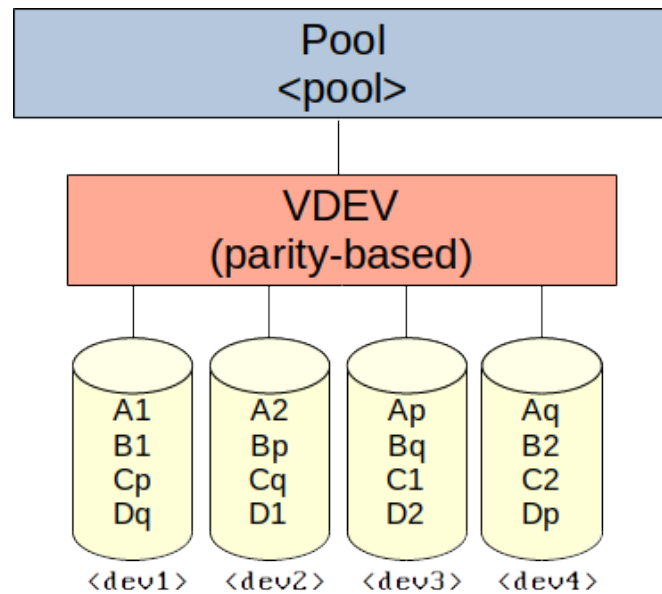 Pool
<pool>
VDEV
(parity-based)
A1
B1
Cp
Dq
A2
Bp
Cq
D1
Ap
Bq
C1
D2
Aq
B2
C2
Dp
<dev1> <dev2> <dev3> <dev4>